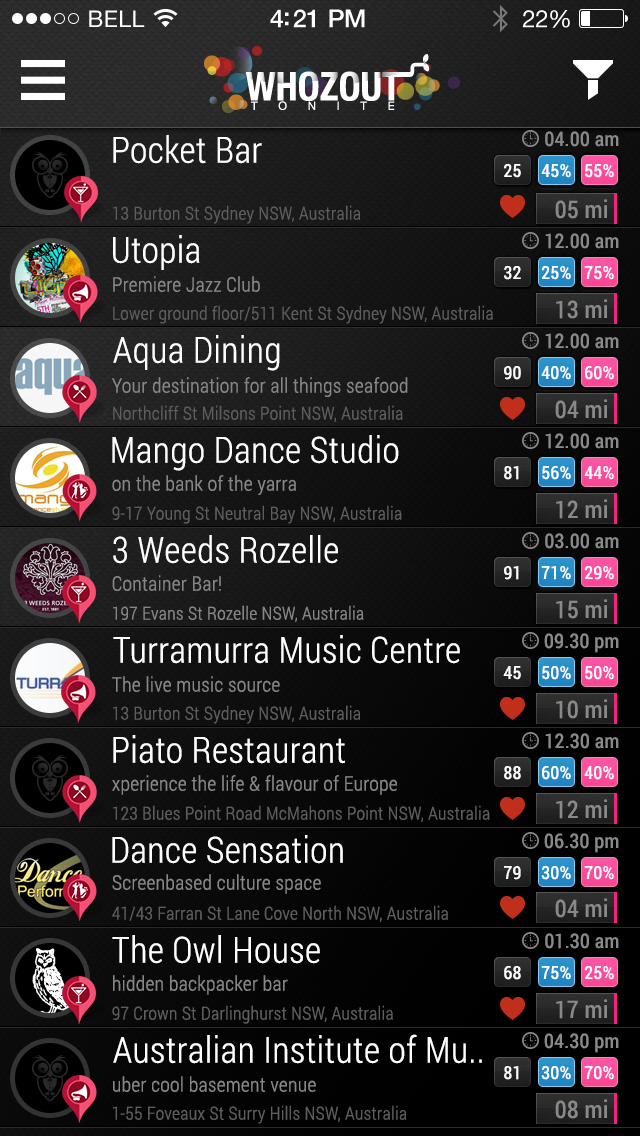 BELL 4:21 PM 22%
WHOZOUT
TONITE
Pocket Bar 04.00 am
25 45% 55%
13 Burton St Sydney NSW, Australia 05 mi
Utopia 12.00 am
Premiere Jazz Club 32 25% 75%
Lower ground floor/511 Kent St Sydney NSW, Australia 13 mi
aqua
Aqua Dining 12.00 am
Your destination for all things seafood 90 40% 60%
Northcliff St Milsons Point NSW, Australia 04 mi
mang
Mango Dance Studio 12.00 am
on the bank of the yarra 81 56% 44%
9-17 Young St Neutral Bay NSW, Australia 12 mi
3 WEEDS ROZE
3 Weeds Rozelle 03.00 am
Container Bar! 91 71% 29%
197 Evans St Rozelle NSW, Australia 15 mi
TURRA
Turramurra Music Centre 09.30 pm
The live music source 45 50% 50%
13 Burton St Sydney NSW, Australia 10 mi
Piato Restaurant 12.30 am
xperience the life & flavour of Europe 88 60% 40%
123 Blues Point Road McMahons Point NSW, Australia 12 mi
Dance
Perform
Dance Sensation 06.30 pm
Screenbased culture space 79 30% 70%
41/43 Farran St Lane Cove North NSW, Australia 04 mi
The Owl House 01.30 am
hidden backpacker bar 68 75% 25%
97 Crown St Darlinghurst NSW, Australia 17 mi
Australian Institute of Mu.. 04.30 pm
uber cool basement venue 81 30% 70%
1-55 Foveaux St Surry Hills NSW, Australia 08 mi